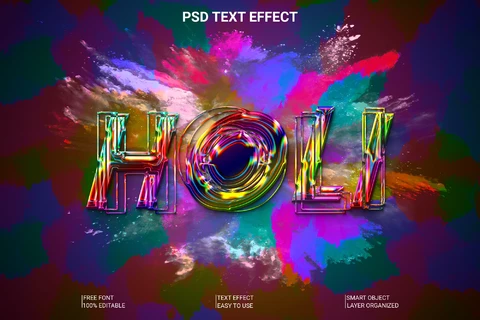 PSD TEXT EFFECT
HOLI
FREE FONT
100% EDITABLE
TEXT EFFECT
EASY TO USE
SMART OBJECT
LAYER ORGANIZED